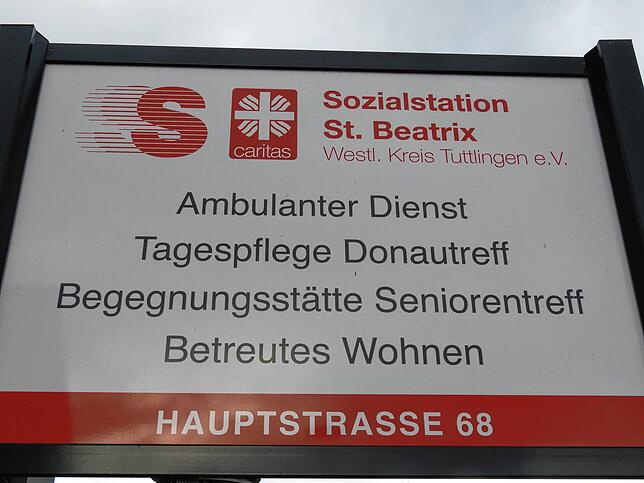 S
caritas
Sozialstation
St. Beatrix
Westl. Kreis Tuttlingen e.V.
Ambulanter Dienst
Tagespflege Donautreff
Begegnungsstätte Seniorentreff
Betreutes Wohnen
HAUPTSTRASSE 68